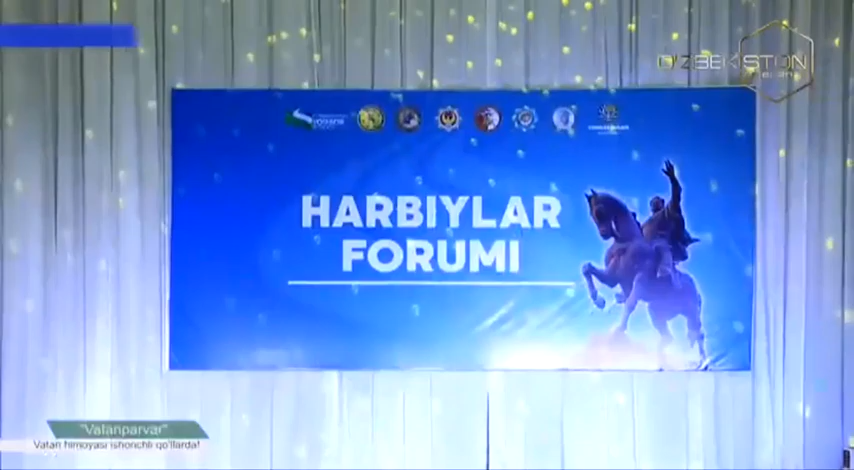 O'ZBEKISTON
HARBIYLAR
FORUMI
"Vatanparvar"
Vatan himoyasi ishonchli qo'llarda!